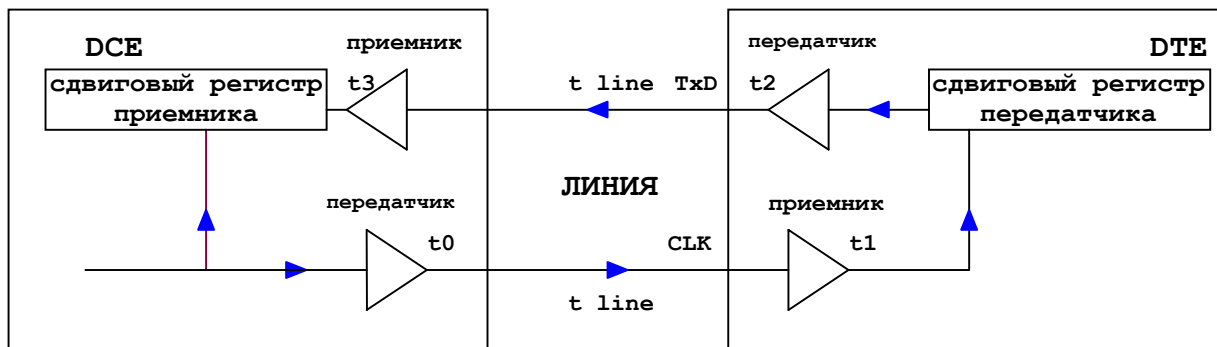 DCE
приемник
передатчик
DTE
сдвиговый регистр
приемника
t3
t line
TxD
t2
сдвиговый регистр
передатчика
ЛИНИЯ
передатчик
приемник
t0
CLK
t1
t line